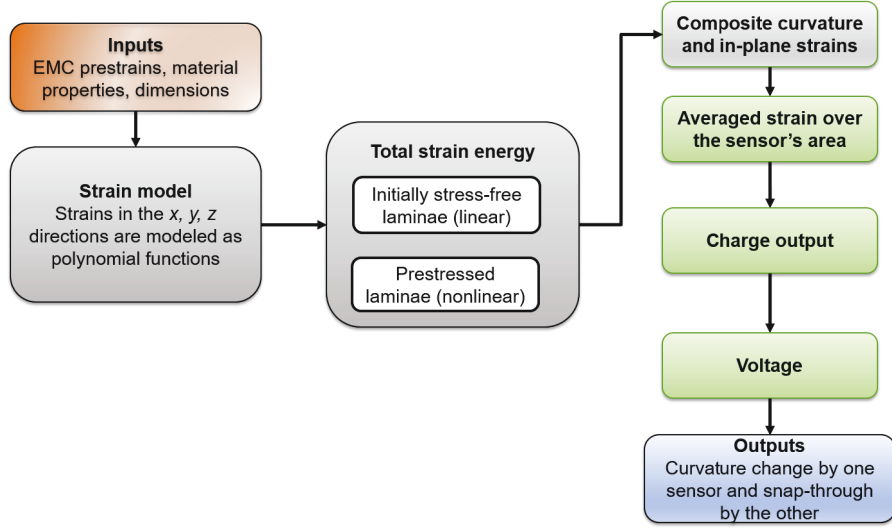 Inputs
EMC prestrains, material
properties, dimensions
Strain model
Strains in the x, y, z
directions are modeled as
polynomial functions
Total strain energy
Initially stress-free
laminae (linear)
Prestressed
laminae (nonlinear)
Composite curvature
and in-plane strains
Averaged strain over
the sensor's area
Charge output
Voltage
Outputs
Curvature change by one
sensor and snap-through
by the other